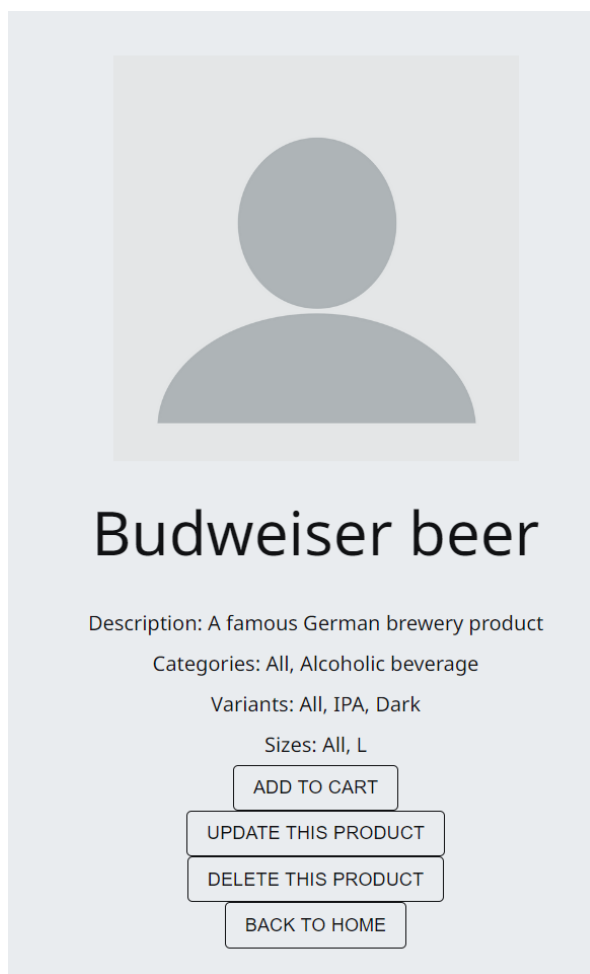 Budweiser beer
Description: A famous German brewery product
Categories: All, Alcoholic beverage
Variants: All, IPA, Dark
Sizes: All, L
ADD TO CART
UPDATE THIS PRODUCT
DELETE THIS PRODUCT
BACK TO HOME